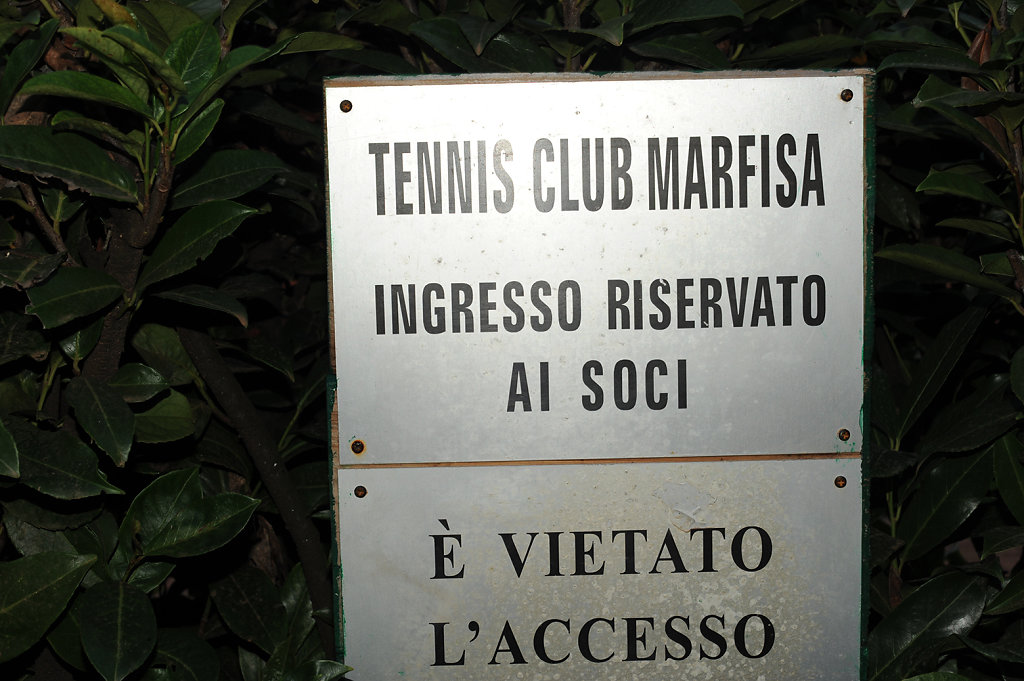 TENNIS CLUB MARFISA
INGRESSO RISERVATO
AI SOCI
È VIETATO
L'ACCESSO